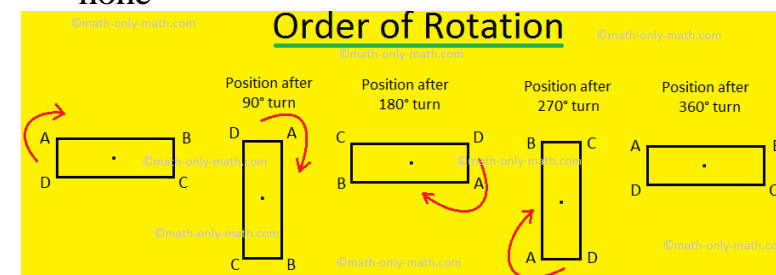 none
©math-only-math.com
Order of Rotation
©math-only-math.com
©math-only-math.com
Position after
90° turn
Position after
180° turn
Position after
270° turn
Position after
360° turn
A B
D C
D A
C B
C D
B A
B C
A D
A B
D C
©math-only-math.com
©math-only-math.com
©math-only-math.com
©math-only-math.com
©math-only-math.com